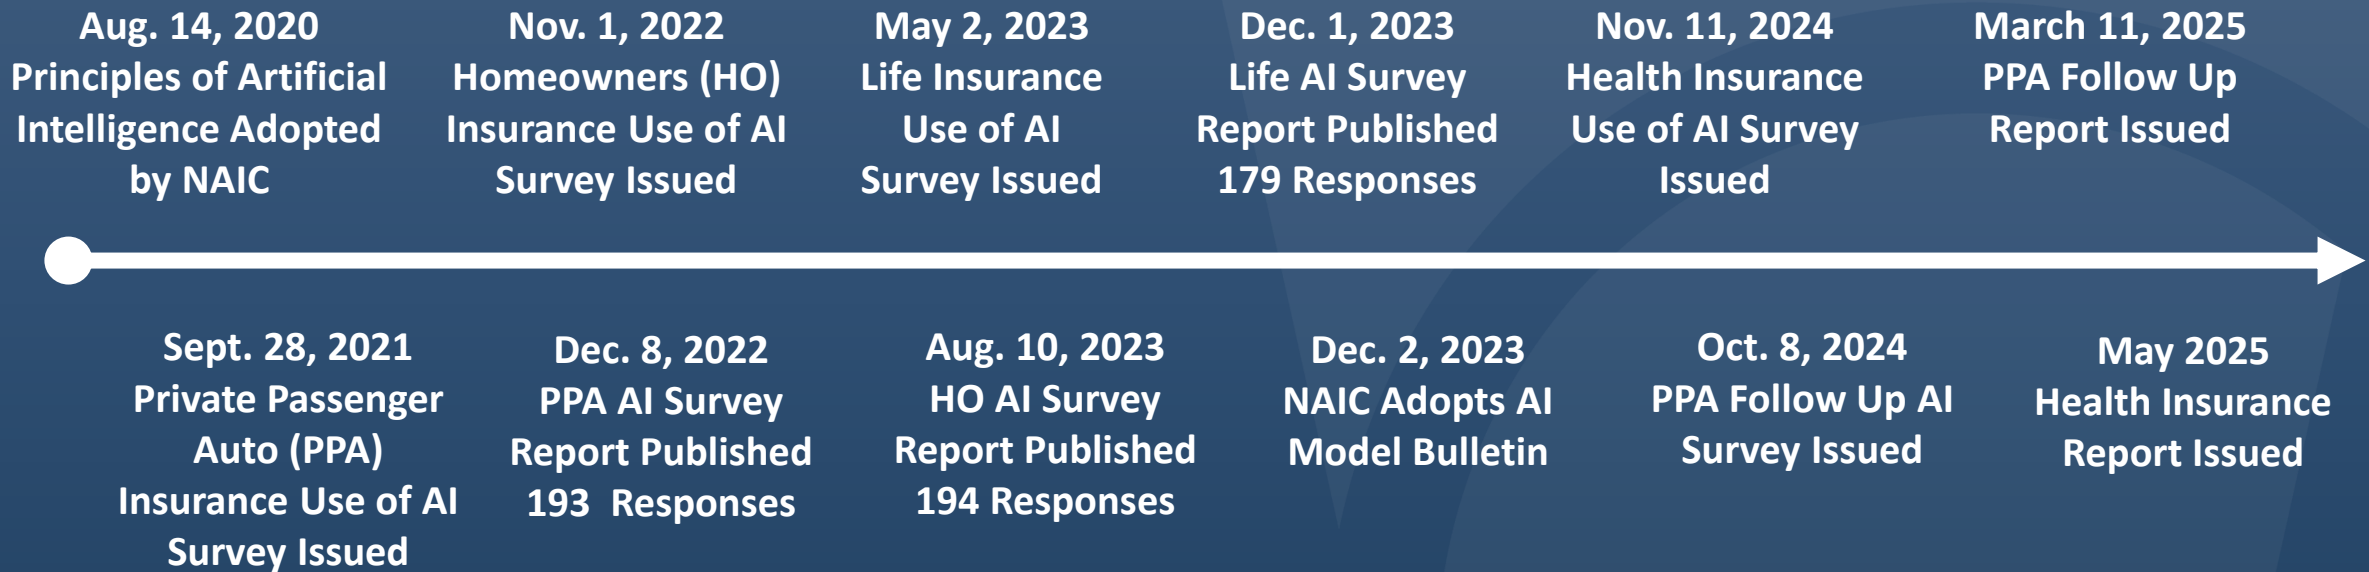 Aug. 14, 2020
Principles of Artificial
Intelligence Adopted
by NAIC
Nov. 1, 2022
Homeowners (HO)
Insurance Use of AI
Survey Issued
May 2, 2023
Life Insurance
Use of AI
Survey Issued
Dec. 1, 2023
Life AI Survey
Report Published
179 Responses
Nov. 11, 2024
Health Insurance
Use of AI Survey
Issued
March 11, 2025
PPA Follow Up
Report Issued
Sept. 28, 2021
Private Passenger
Auto (PPA)
Insurance Use of AI
Survey Issued
Dec. 8, 2022
PPA AI Survey
Report Published
193 Responses
Aug. 10, 2023
HO AI Survey
Report Published
194 Responses
Dec. 2, 2023
NAIC Adopts AI
Model Bulletin
Oct. 8, 2024
PPA Follow Up AI
Survey Issued
May 2025
Health Insurance
Report Issued